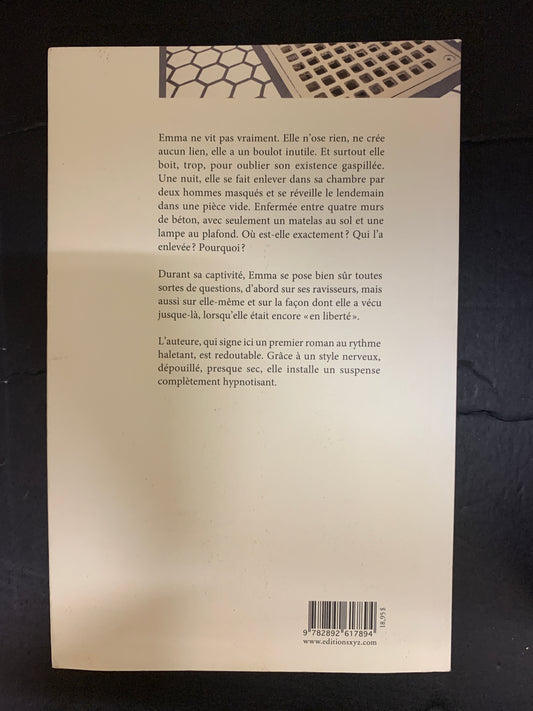 Emma ne vit pas vraiment. Elle n'ose rien, ne crée
aucun lien, elle a un boulot inutile. Et surtout elle
boit, trop, pour oublier son existence gaspillée.
Une nuit, elle se fait enlever dans sa chambre par
deux hommes masqués et se réveille le lendemain
dans une pièce vide. Enfermée entre quatre murs
de béton, avec seulement un matelas au sol et une
lampe au plafond. Où est-elle exactement ? Qui l'a
enlevée ? Pourquoi ?
Durant sa captivité, Emma se pose bien sûr toutes
sortes de questions, d'abord sur ses ravisseurs, mais
aussi sur elle-même et sur la façon dont elle a vécu
jusque-là, lorsqu'elle était encore « en liberté ».
L'auteure, qui signe ici un premier roman au rythme
haletant, est redoutable. Grâce à un style nerveux,
dépouillé, presque sec, elle installe un suspense
complètement hypnotisant.
18,95 $
9 782892 617894
www.editionsxyz.com